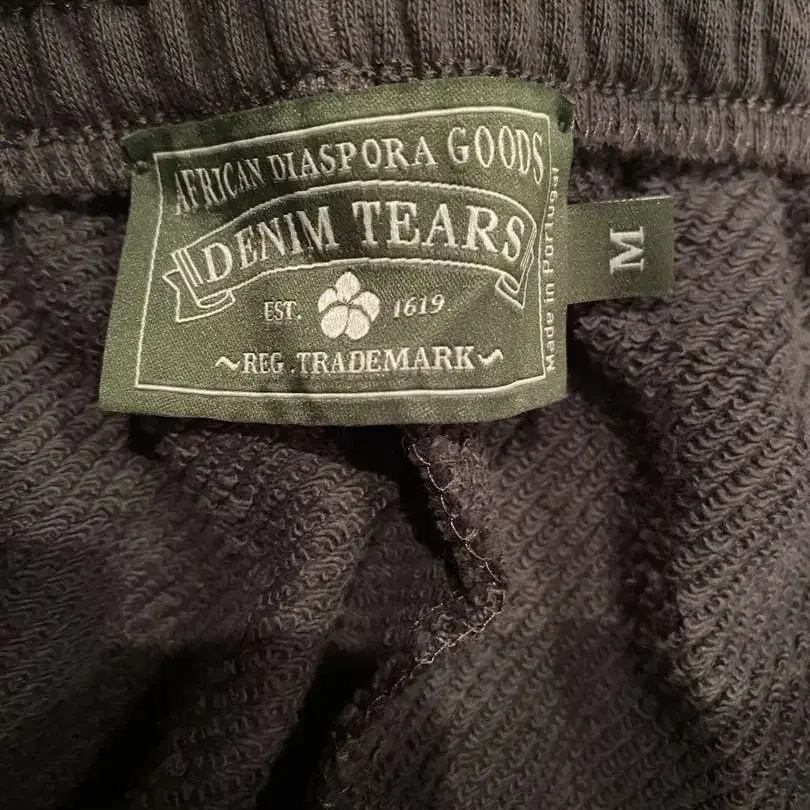 AFRICAN DIASPORA GOODS
DENIM TEARS
EST. 1619
~REG.TRADEMARK~
Made in Portugal
M